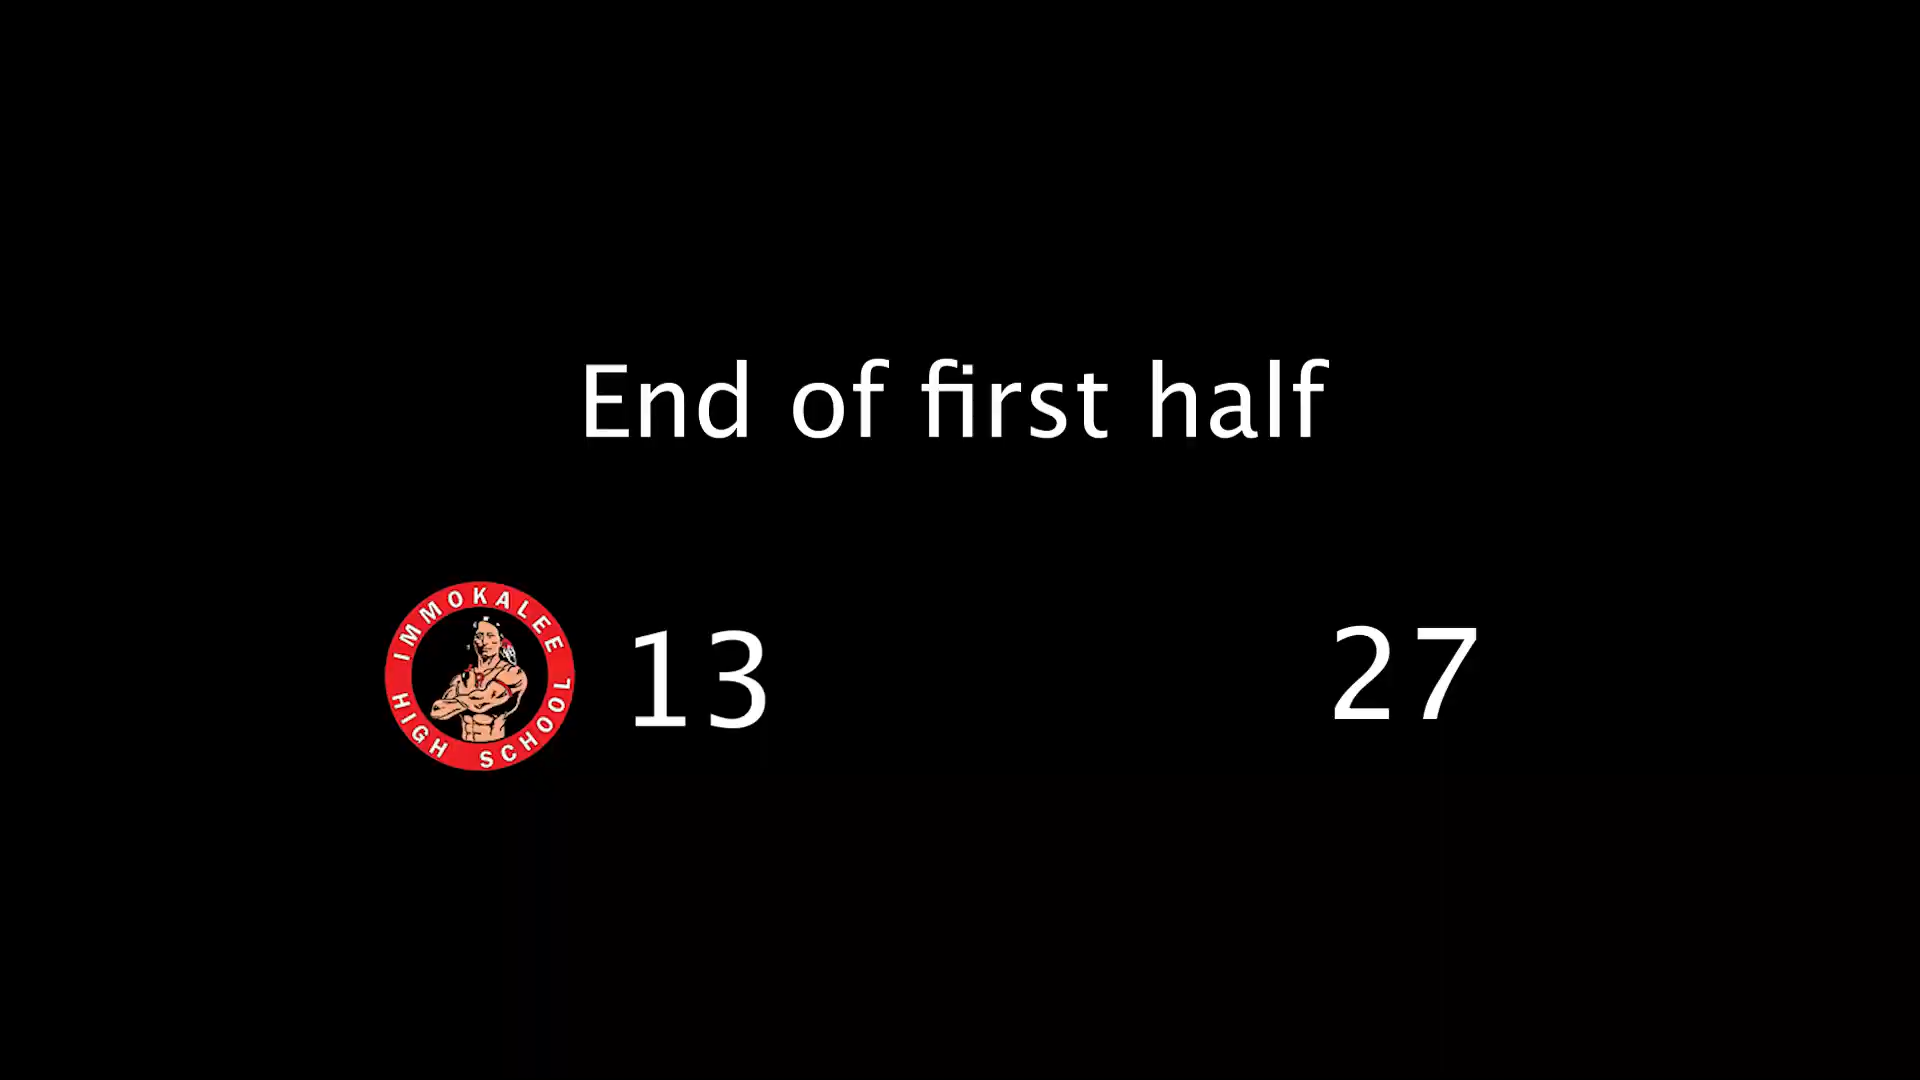 End of first half
IMMOKALEE
HIGH SCHOOL
13
27